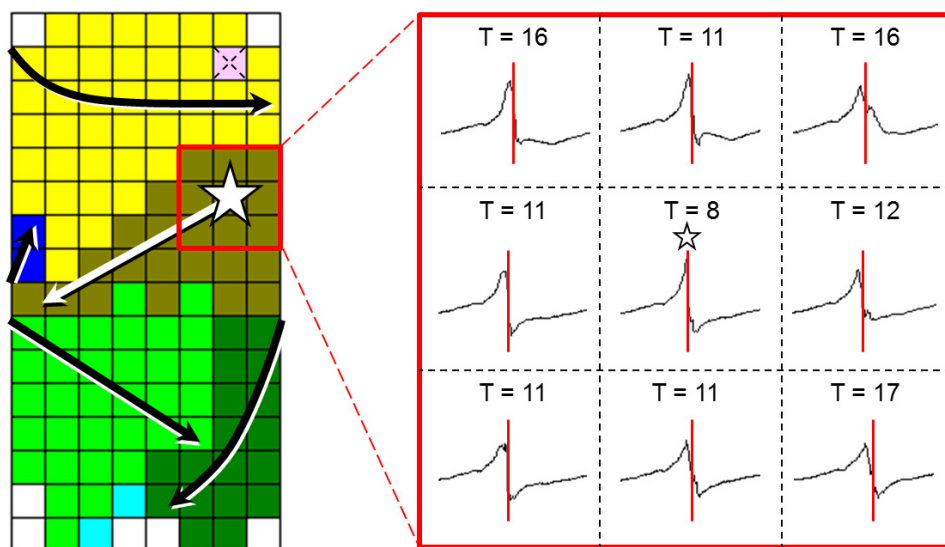 T = 16 T = 11 T = 16
T = 11 T = 8 T = 12
T = 11 T = 11 T = 17